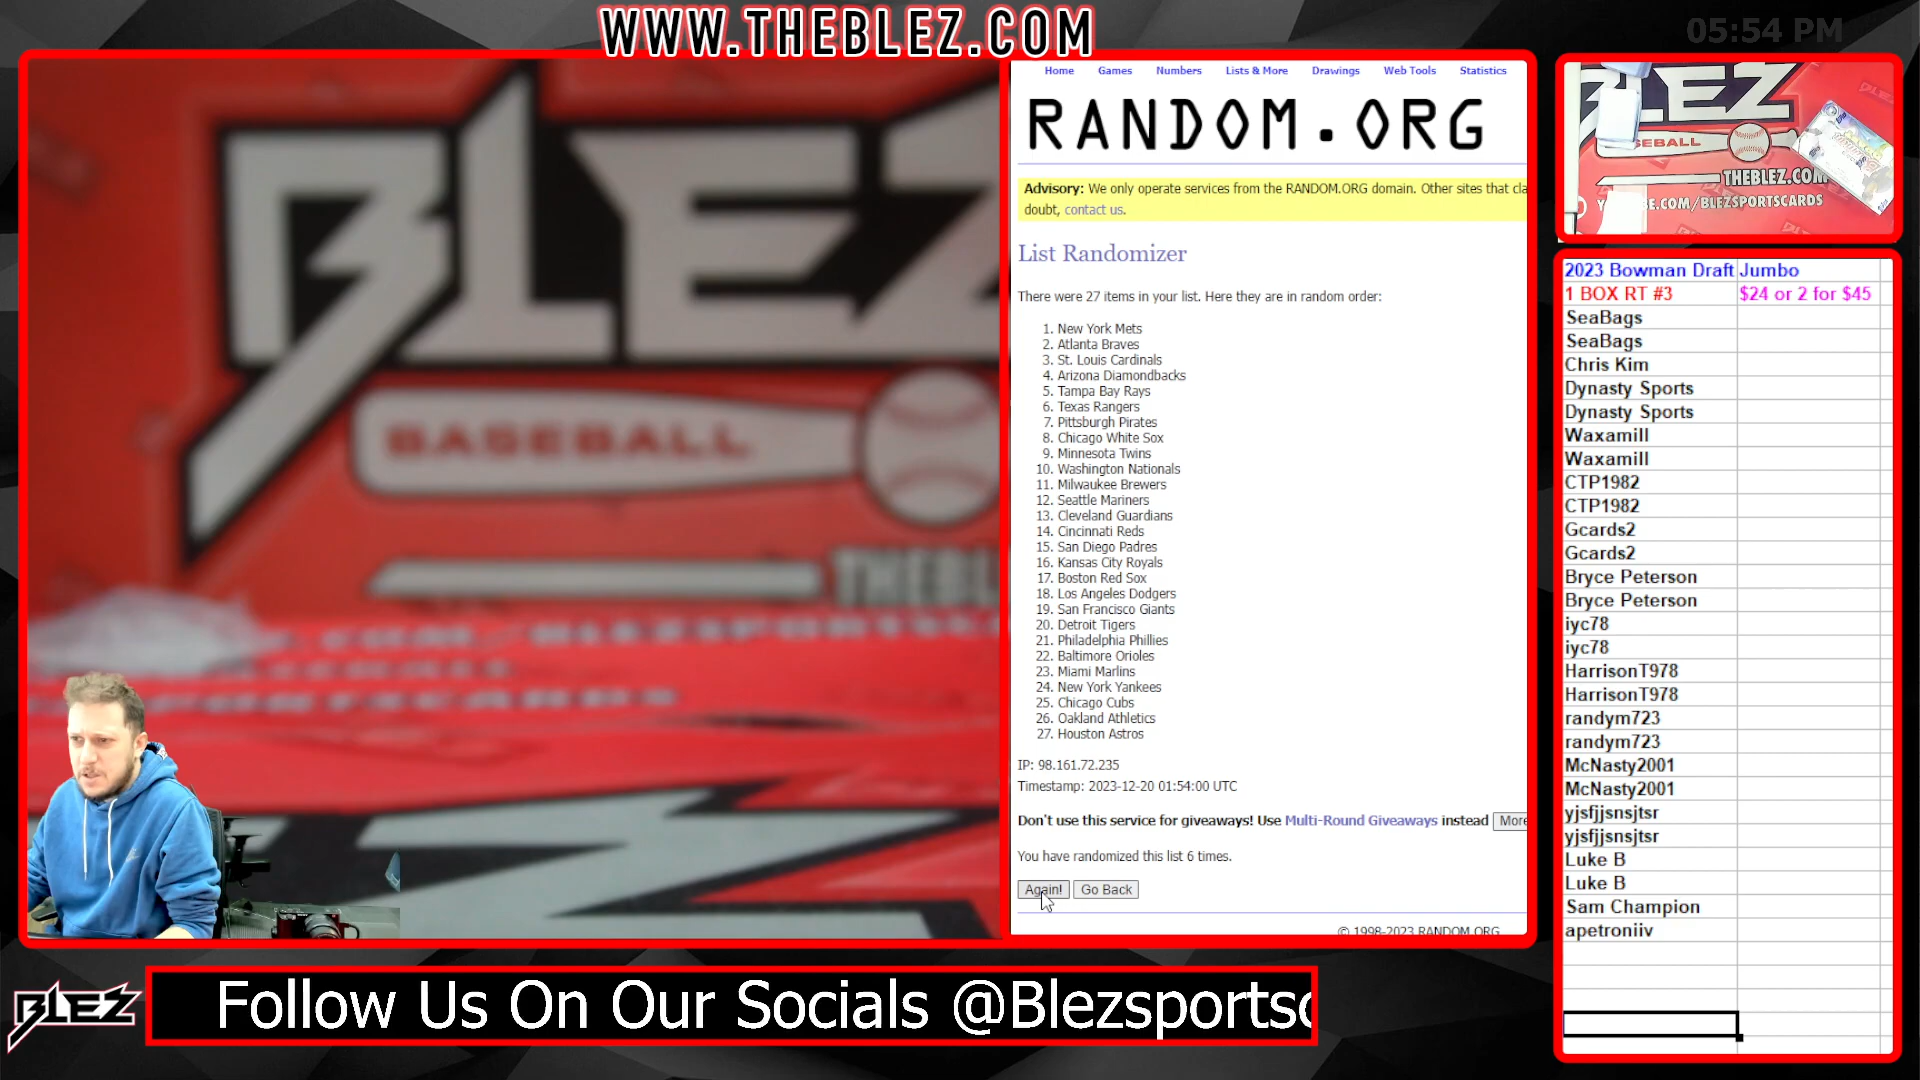 WWW.THEBLEZ.COM
05:54 PM
BLEZ
BASEBALL
THEBL
Home Games Numbers Lists & More Drawings Web Tools Statistics
RANDOM.ORG
Advisory: We only operate services from the RANDOM.ORG domain. Other sites that cla
doubt, contact us.
List Randomizer
There were 27 items in your list. Here they are in random order:
1. New York Mets
2. Atlanta Braves
3. St. Louis Cardinals
4. Arizona Diamondbacks
5. Tampa Bay Rays
6. Texas Rangers
7. Pittsburgh Pirates
8. Chicago White Sox
9. Minnesota Twins
10. Washington Nationals
11. Milwaukee Brewers
12. Seattle Mariners
13. Cleveland Guardians
14. Cincinnati Reds
15. San Diego Padres
16. Kansas City Royals
17. Boston Red Sox
18. Los Angeles Dodgers
19. San Francisco Giants
20. Detroit Tigers
21. Philadelphia Phillies
22. Baltimore Orioles
23. Miami Marlins
24. New York Yankees
25. Chicago Cubs
26. Oakland Athletics
27. Houston Astros
IP: 98.161.72.235
Timestamp: 2023-12-20 01:54:00 UTC
Don't use this service for giveaways! Use Multi-Round Giveaways instead More
You have randomized this list 6 times.
Again! Go Back
© 1998-2023 RANDOM.ORG
BLEZ
SEBALL
THEBLEZ.COM
BE.COM/BLEZSPORTSCARDS
2023 Bowman Draft Jumbo
1 BOX RT #3 $24 or 2 for $45
SeaBags
SeaBags
Chris Kim
Dynasty Sports
Dynasty Sports
Waxamill
Waxamill
CTP1982
CTP1982
Gcards2
Gcards2
Bryce Peterson
Bryce Peterson
iyc78
iyc78
HarrisonT978
HarrisonT978
randym723
randym723
McNasty2001
McNasty2001
yjsfjjsnsjtsr
yjsfjjsnsjtsr
Luke B
Luke B
Sam Champion
apetroniiv
BLEZ
Follow Us On Our Socials @Blezsportsc